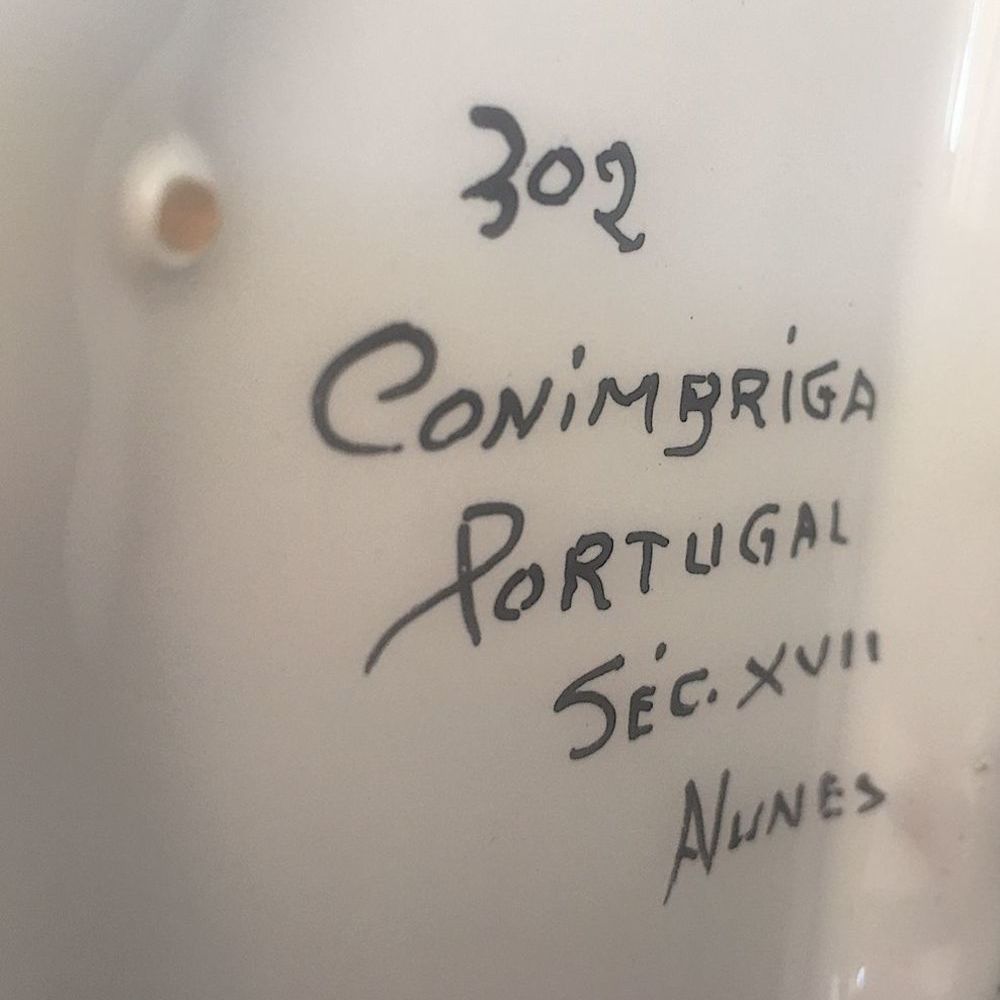 302
CONIMBRIGA
PORTUGAL
SÉC. XVII
NUNES